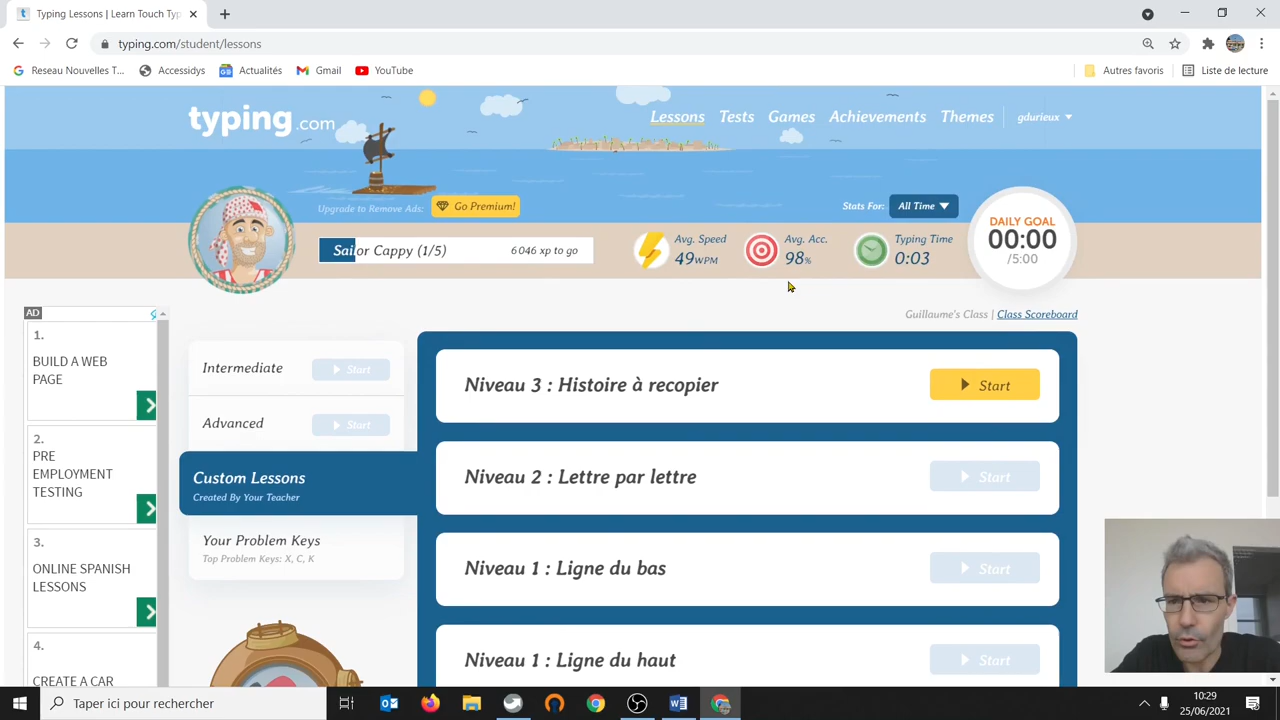 Typing Lessons | Learn Touch Typ
typing.com/student/lessons
Reseau Nouvelles T...
Accessidys
Actualités
Gmail
YouTube
Autres favoris
Liste de lecture
typing.com
Lessons
Tests
Games
Achievements
Themes
gdurieux
Upgrade to Remove Ads:
Go Premium!
Stats For:
All Time
Sailor Cappy (1/5)
6 046 xp to go
Avg. Speed
49WPM
Avg. Acc.
98%
Typing Time
0:03
DAILY GOAL
00:00
/5:00
Guillaume's Class | Class Scoreboard
AD
1.
BUILD A WEB
PAGE
2.
PRE
EMPLOYMENT
TESTING
3.
ONLINE SPANISH
LESSONS
4.
CREATE A CAR
Intermediate
Start
Advanced
Start
Custom Lessons
Created By Your Teacher
Your Problem Keys
Top Problem Keys: X, C, K
Niveau 3 : Histoire à recopier
Start
Niveau 2 : Lettre par lettre
Start
Niveau 1 : Ligne du bas
Start
Niveau 1 : Ligne du haut
Start
Taper ici pour rechercher
10:29
25/06/2021